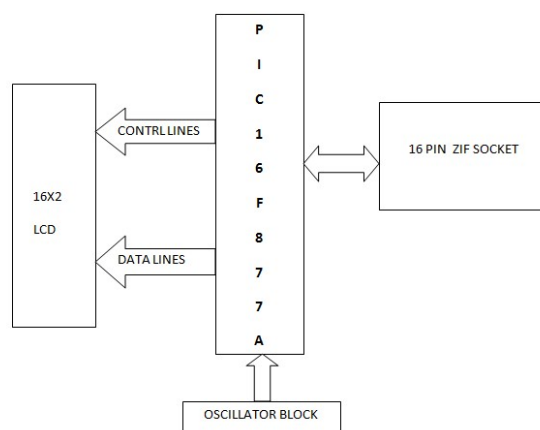 16X2
LCD
CONTRL LINES
DATA LINES
P
I
C
1
6
F
8
7
7
A
16 PIN ZIF SOCKET
OSCILLATOR BLOCK